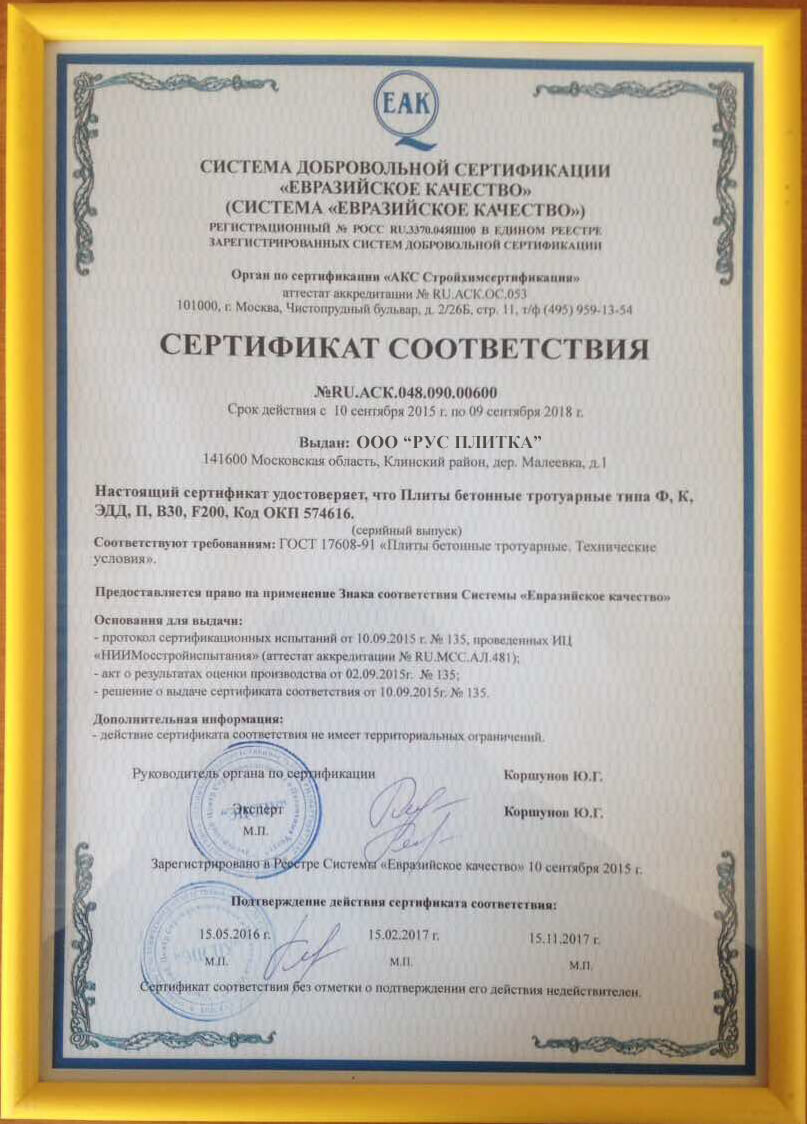 ЕАК
СИСТЕМА ДОБРОВОЛЬНОЙ СЕРТИФИКАЦИИ
«ЕВРАЗИЙСКОЕ КАЧЕСТВО»
(СИСТЕМА «ЕВРАЗИЙСКОЕ КАЧЕСТВО»)
РЕГИСТРАЦИОННЫЙ № РОСС RU.3370.04ЯШ00 В ЕДИНОМ РЕЕСТРЕ
ЗАРЕГИСТРИРОВАННЫХ СИСТЕМ ДОБРОВОЛЬНОЙ СЕРТИФИКАЦИИ
Орган по сертификации «АКС Стройхимсертификация»
аттестат аккредитации № RU.АСК.ОС.053
101000, г. Москва, Чистопрудный бульвар, д. 2/26Б, стр. 11, т/ф (495) 959-13-54
СЕРТИФИКАТ СООТВЕТСТВИЯ
№RU.АСК.048.090.00600
Срок действия с 10 сентября 2015 г. по 09 сентября 2018 г.
Выдан: ООО “РУС ПЛИТКА”
141600 Московская область, Клинский район, дер. Малеевка, д.1
Настоящий сертификат удостоверяет, что Плиты бетонные тротуарные типа Ф, К,
ЭДД, П, В30, F200, Код ОКП 574616.
(серийный выпуск)
Соответствуют требованиям: ГОСТ 17608-91 «Плиты бетонные тротуарные. Технические
условия».
Предоставляется право на применение Знака соответствия Системы «Евразийское качество»
Основания для выдачи:
- протокол сертификационных испытаний от 10.09.2015 г. № 135, проведенных ИЦ
«НИИМосстройиспытания» (аттестат аккредитации № RU.МСС.АЛ.481);
- акт о результатах оценки производства от 02.09.2015г. № 135;
- решение о выдаче сертификата соответствия от 10.09.2015г. № 135.
Дополнительная информация:
- действие сертификата соответствия не имеет территориальных ограничений.
Руководитель органа по сертификации Коршунов Ю.Г.
Эксперт Коршунов Ю.Г.
М.П.
Зарегистрировано в Реестре Системы «Евразийское качество» 10 сентября 2015 г.
Подтверждение действия сертификата соответствия:
15.05.2016 г. 15.02.2017 г. 15.11.2017 г.
М.П. М.П. М.П.
Сертификат соответствия без отметки о подтверждении его действия недействителен.